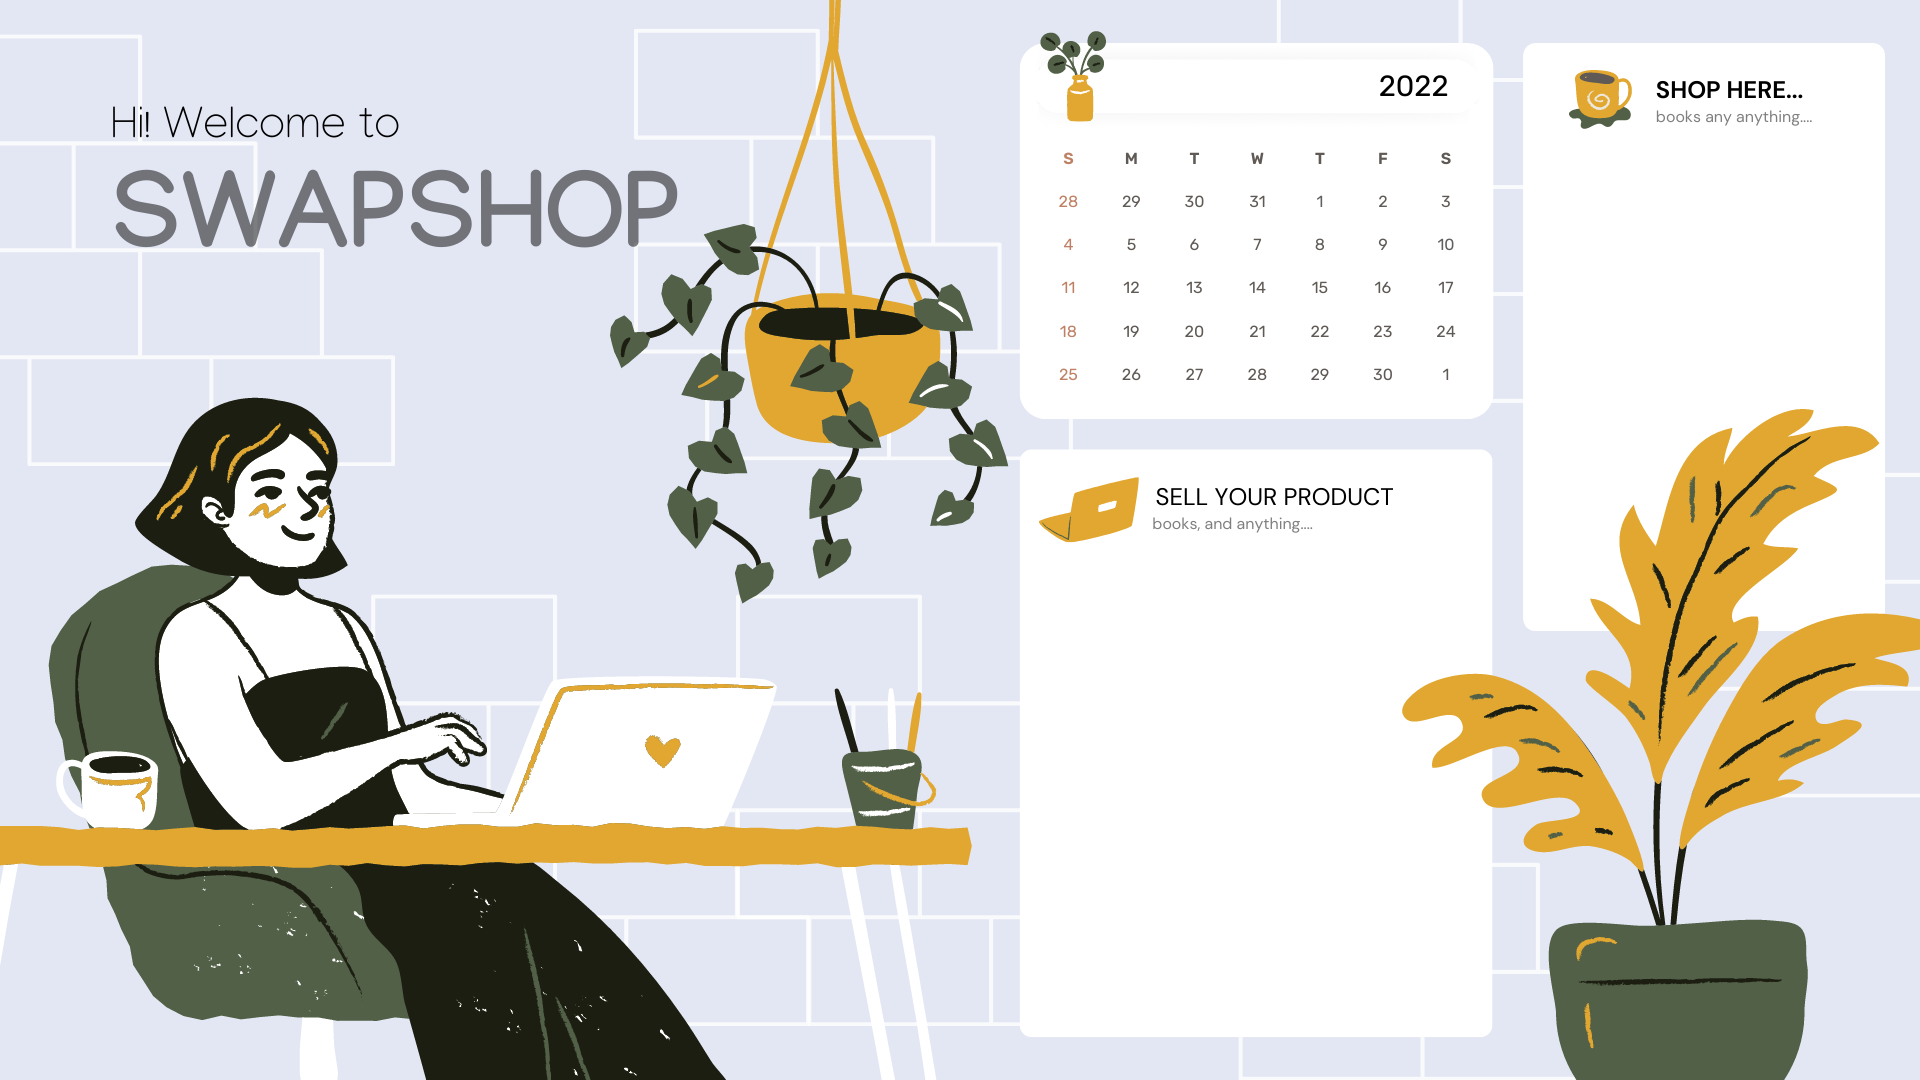 Hi! Welcome to
SWAPSHOP
2022
S M T W T F S
28 29 30 31 1 2 3
4 5 6 7 8 9 10
11 12 13 14 15 16 17
18 19 20 21 22 23 24
25 26 27 28 29 30 1
SELL YOUR PRODUCT
books, and anything....
SHOP HERE...
books any anything....